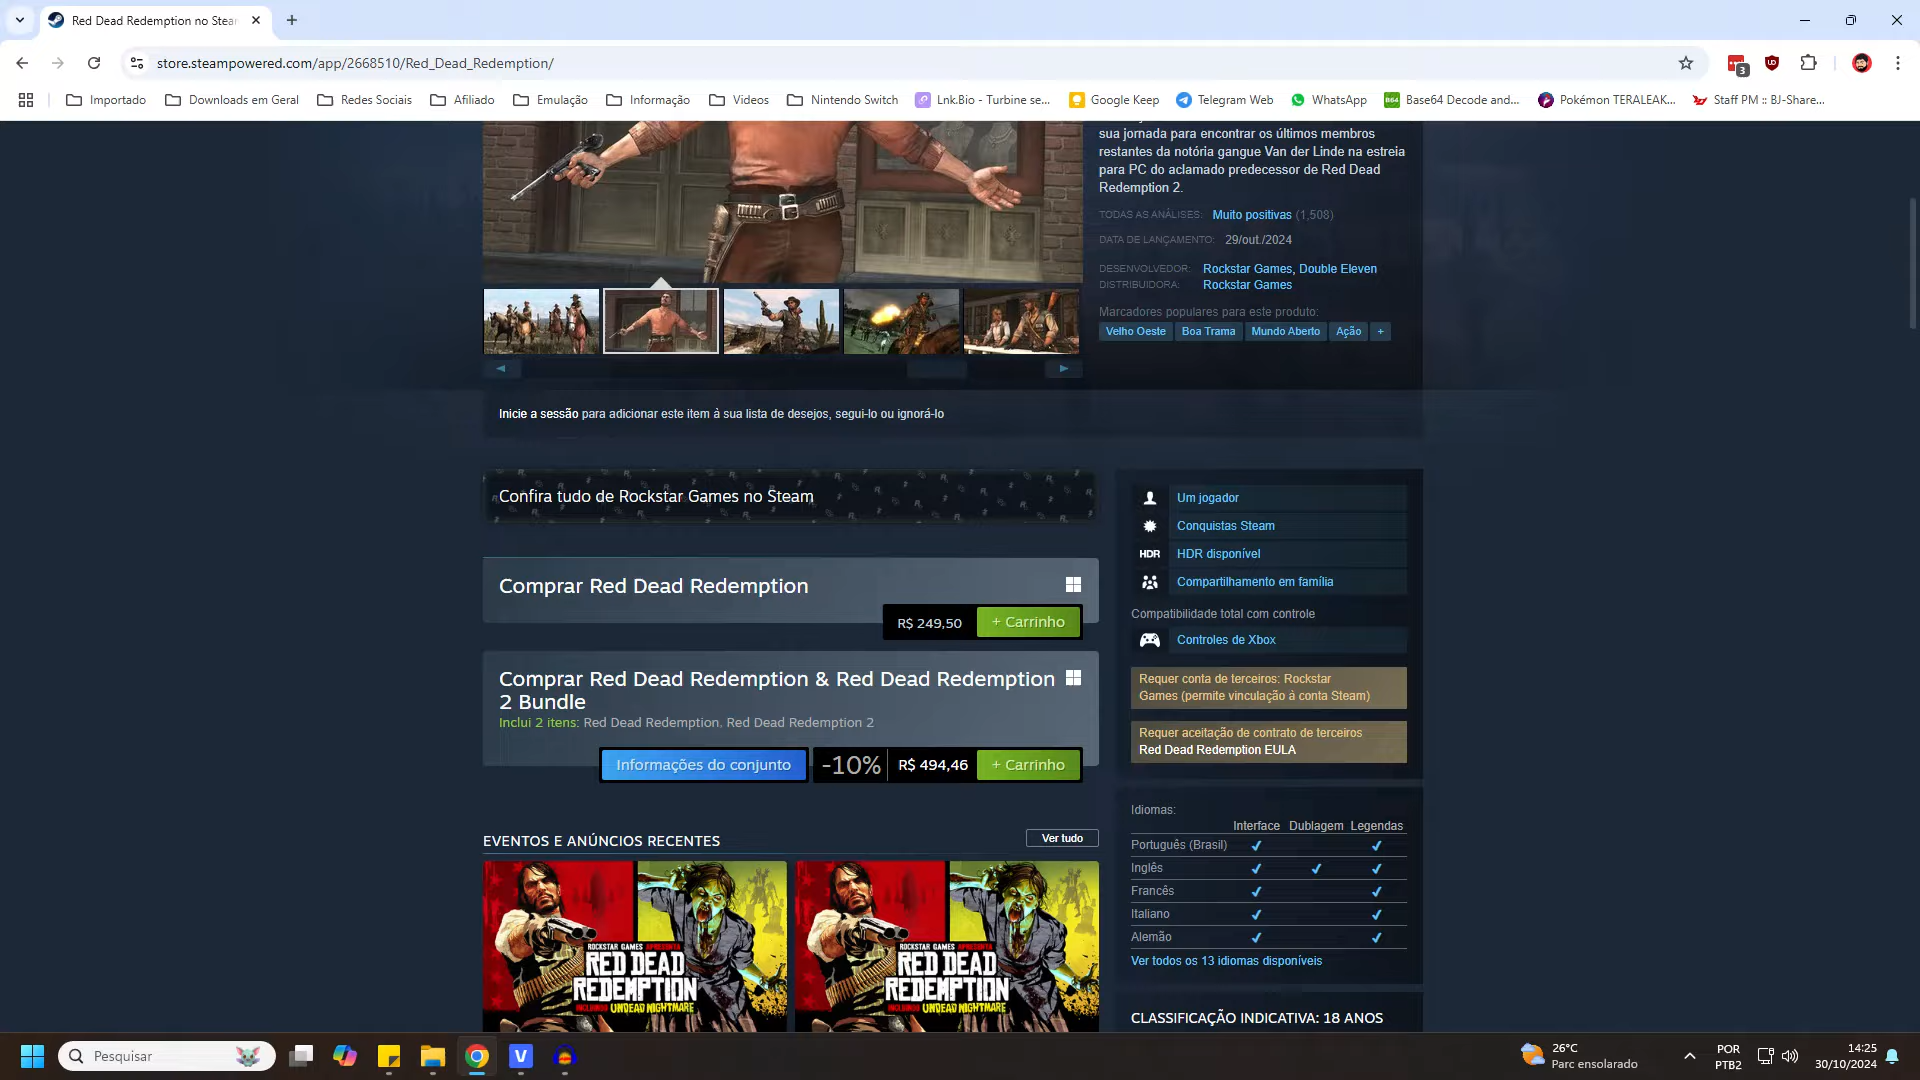 Red Dead Redemption no Stea
store.steampowered.com/app/2668510/Red_Dead_Redemption/
3
Importado
Downloads em Geral
Redes Sociais
Afiliado
Emulação
Informação
Videos
Nintendo Switch
Lnk.Bio - Turbine se...
Google Keep
Telegram Web
WhatsApp
B64
Base64 Decode and...
Pokémon TERALEAK...
Staff PM :: BJ-Share...
sua jornada para encontrar os últimos membros
restantes da notória gangue Van der Linde na estreia
para PC do aclamado predecessor de Red Dead
Redemption 2.
TODAS AS ANÁLISES: Muito positivas (1,508)
DATA DE LANÇAMENTO: 29/out./2024
DESENVOLVEDOR: Rockstar Games, Double Eleven
DISTRIBUIDORA: Rockstar Games
Marcadores populares para este produto:
Velho Oeste Boa Trama Mundo Aberto Ação +
Inicie a sessão para adicionar este item à sua lista de desejos, segui-lo ou ignorá-lo
Confira tudo de Rockstar Games no Steam
Comprar Red Dead Redemption
R$ 249,50 + Carrinho
Comprar Red Dead Redemption & Red Dead Redemption
2 Bundle
Inclui 2 itens: Red Dead Redemption, Red Dead Redemption 2
Informações do conjunto -10% R$ 494,46 + Carrinho
EVENTOS E ANÚNCIOS RECENTES
Ver tudo
ROCKSTAR GAMES APRESENTA
RED DEAD
REDEMPTION
UNDEAD NIGHTMARE
ROCKSTAR GAMES APRESENTA
RED DEAD
REDEMPTION
UNDEAD NIGHTMARE
Um jogador
Conquistas Steam
HDR HDR disponível
Compartilhamento em família
Compatibilidade total com controle
Controles de Xbox
Requer conta de terceiros: Rockstar
Games (permite vinculação à conta Steam)
Requer aceitação de contrato de terceiros
Red Dead Redemption EULA
Idiomas:
Interface Dublagem Legendas
Português (Brasil)
Inglês
Francês
Italiano
Alemão
Ver todos os 13 idiomas disponíveis
CLASSIFICAÇÃO INDICATIVA: 18 ANOS
Pesquisar
V
26°C
Parc ensolarado
POR
PTB2
14:25
30/10/2024